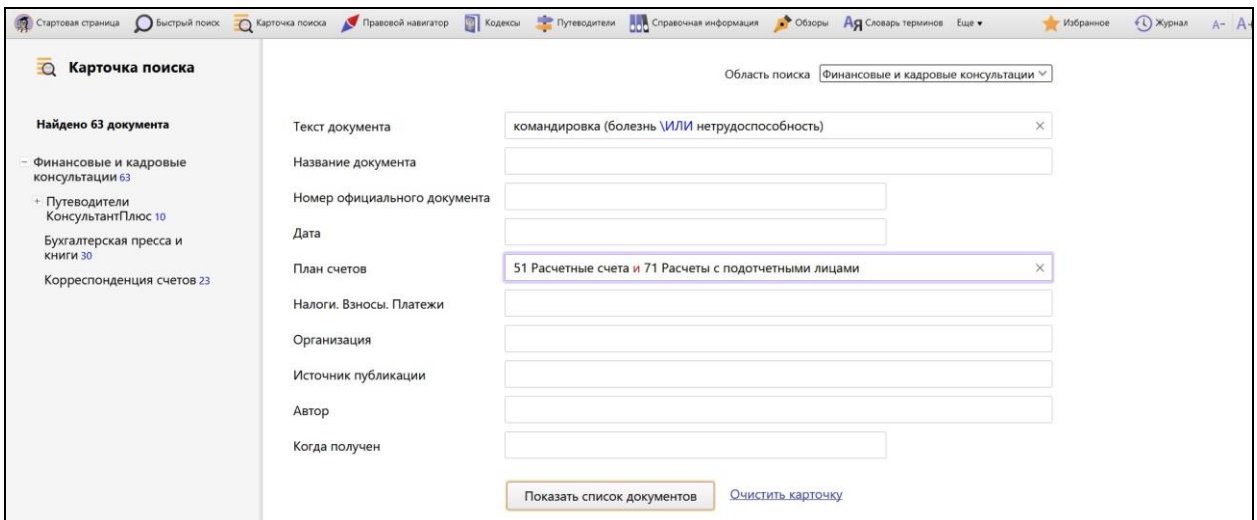 Стартовая страница Быстрый поиск Карточка поиска Правовой навигатор Кодексы Путеводители Справочная информация Обзоры Ая Словарь терминов Еще Избранное Журнал A− A+
Карточка поиска
Область поиска Финансовые и кадровые консультации
Найдено 63 документа
Финансовые и кадровые
консультации 63
+ Путеводители
КонсультантПлюс 10
Бухгалтерская пресса и
книги 30
Корреспонденция счетов 23
Текст документа командировка (болезнь \ИЛИ нетрудоспособность)
Название документа
Номер официального документа
Дата
План счетов 51 Расчетные счета и 71 Расчеты с подотчетными лицами
Налоги. Взносы. Платежи
Организация
Источник публикации
Автор
Когда получен
Показать список документов Очистить карточку